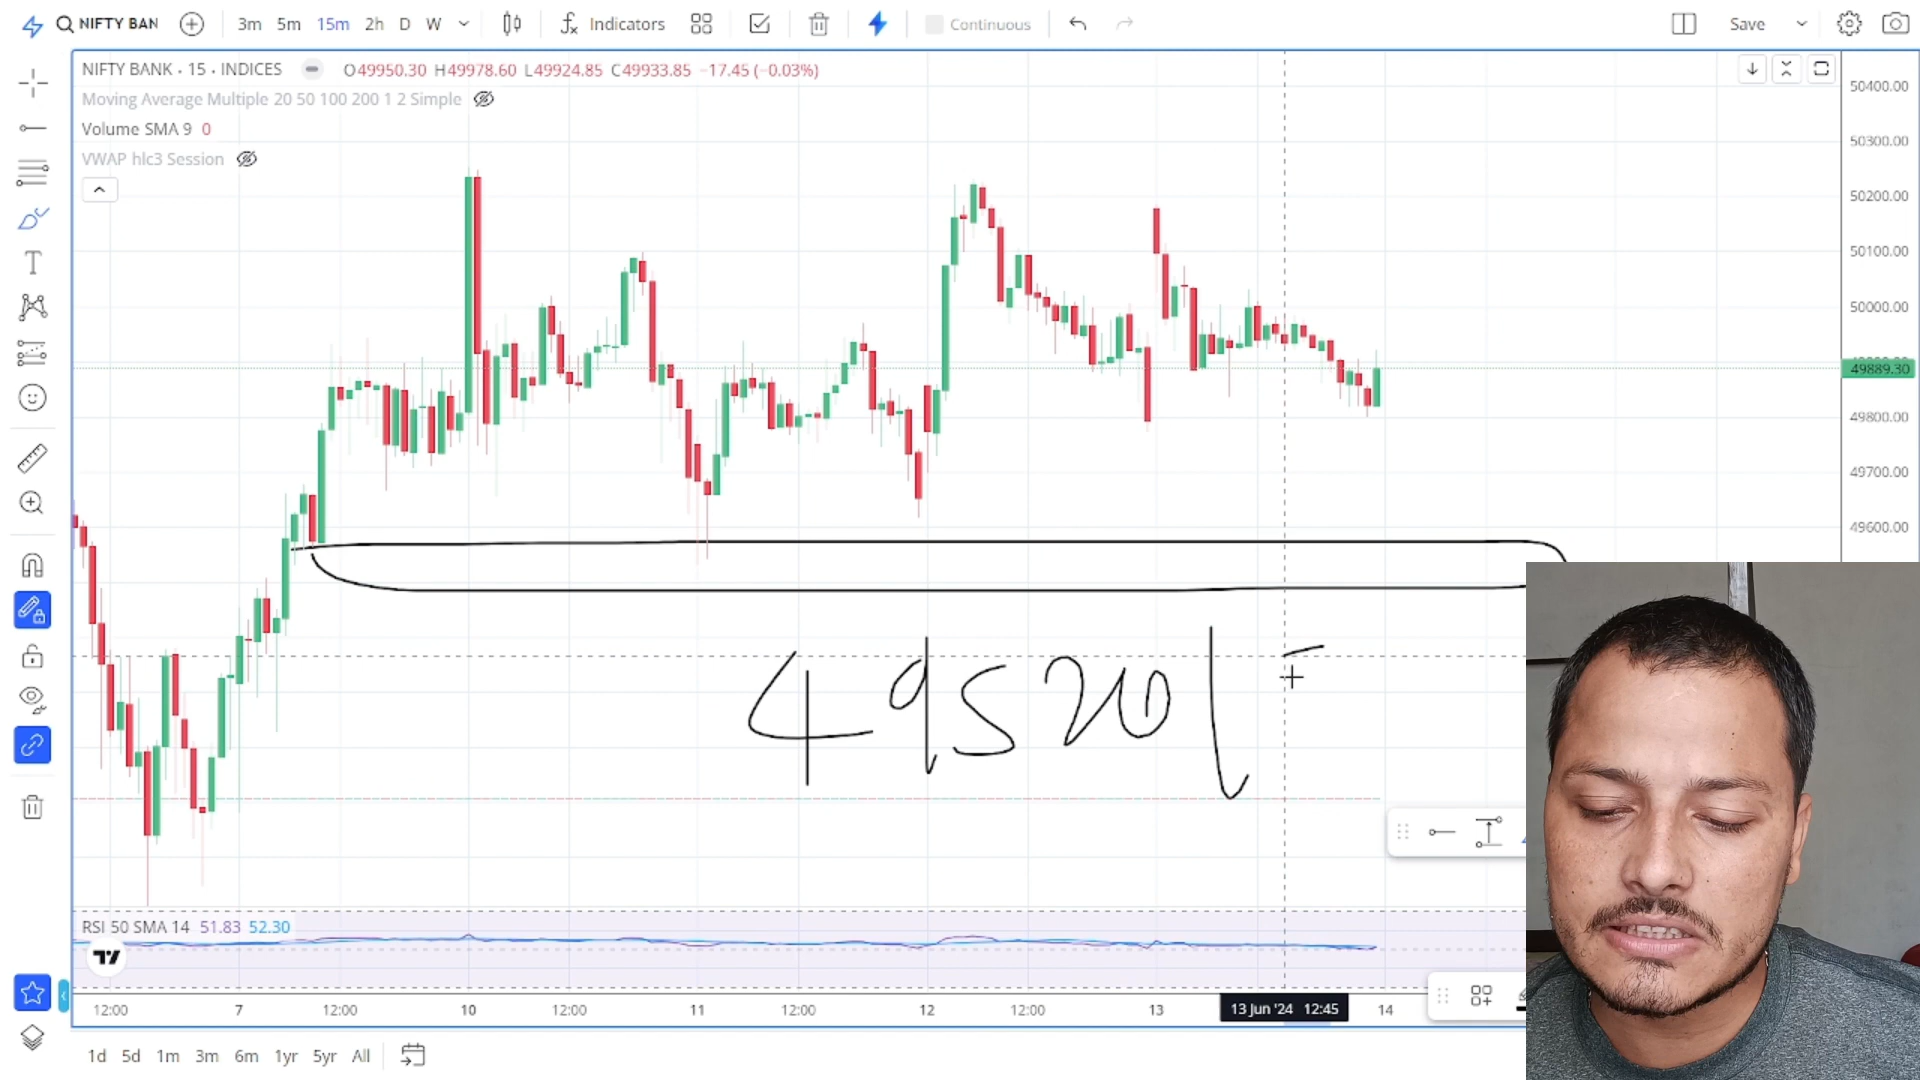 NIFTY BAN 3m 5m 15m 2h D W Indicators Continuous Save
NIFTY BANK · 15 · INDICES O49950.30 H49978.60 L49924.85 C49933.85 −17.45 (−0.03%)
Moving Average Multiple 20 50 100 200 1 2 Simple
Volume SMA 9 0
VWAP hlc3 Session
50400.00
50300.00
50200.00
50100.00
50000.00
49889.30
49800.00
49700.00
49600.00
49520
RSI 50 SMA 14 51.83 52.30
12:00 7 12:00 10 12:00 11 12:00 12 12:00 13 13 Jun '24 12:45 14
1d 5d 1m 3m 6m 1yr 5yr All